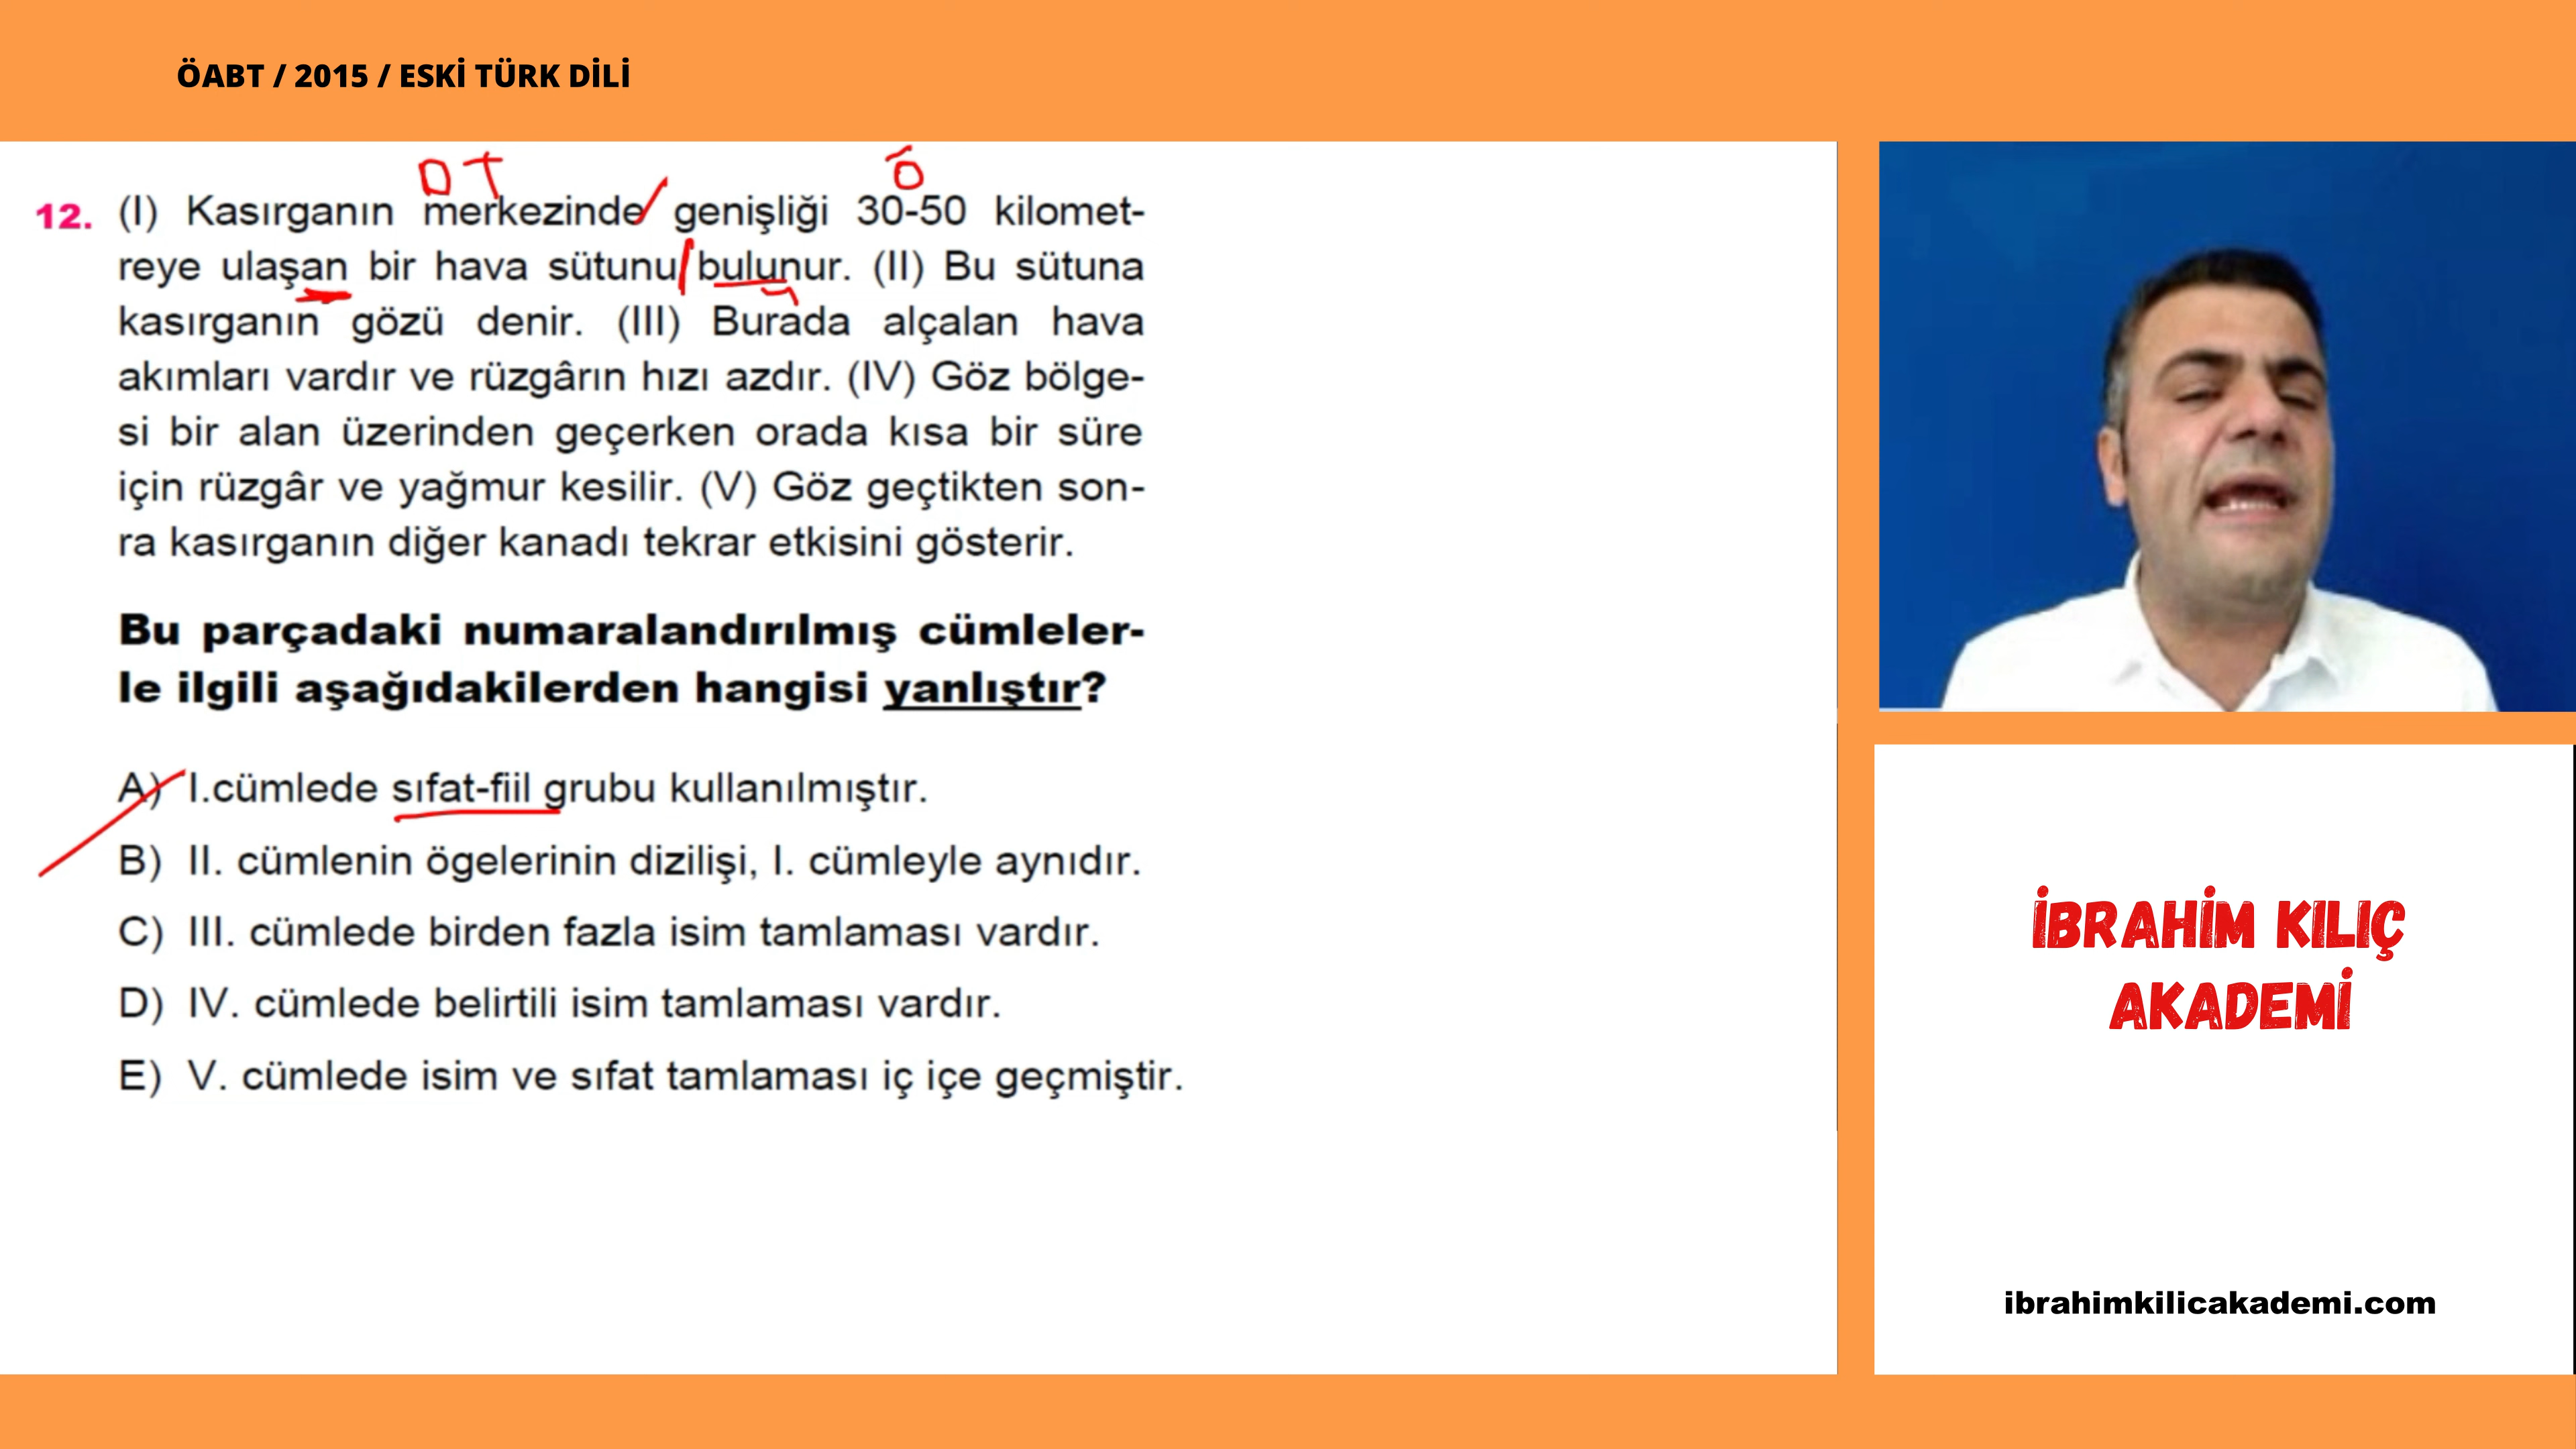 ÖABT / 2015 / ESKİ TÜRK DİLİ
D T
Ö
12. (I) Kasırganın merkezinde genişliği 30-50 kilomet-
reye ulaşan bir hava sütunu bulunur. (II) Bu sütuna
kasırganın gözü denir. (III) Burada alçalan hava
akımları vardır ve rüzgârın hızı azdır. (IV) Göz bölge-
si bir alan üzerinden geçerken orada kısa bir süre
için rüzgâr ve yağmur kesilir. (V) Göz geçtikten son-
ra kasırganın diğer kanadı tekrar etkisini gösterir.
Bu parçadaki numaralandırılmış cümleler-
le ilgili aşağıdakilerden hangisi yanlıştır?
A) I.cümlede sıfat-fiil grubu kullanılmıştır.
B) II. cümlenin ögelerinin dizilişi, I. cümleyle aynıdır.
C) III. cümlede birden fazla isim tamlaması vardır.
D) IV. cümlede belirtili isim tamlaması vardır.
E) V. cümlede isim ve sıfat tamlaması iç içe geçmiştir.
İBRAHİM KILIÇ
AKADEMİ
ibrahimkilicakademi.com